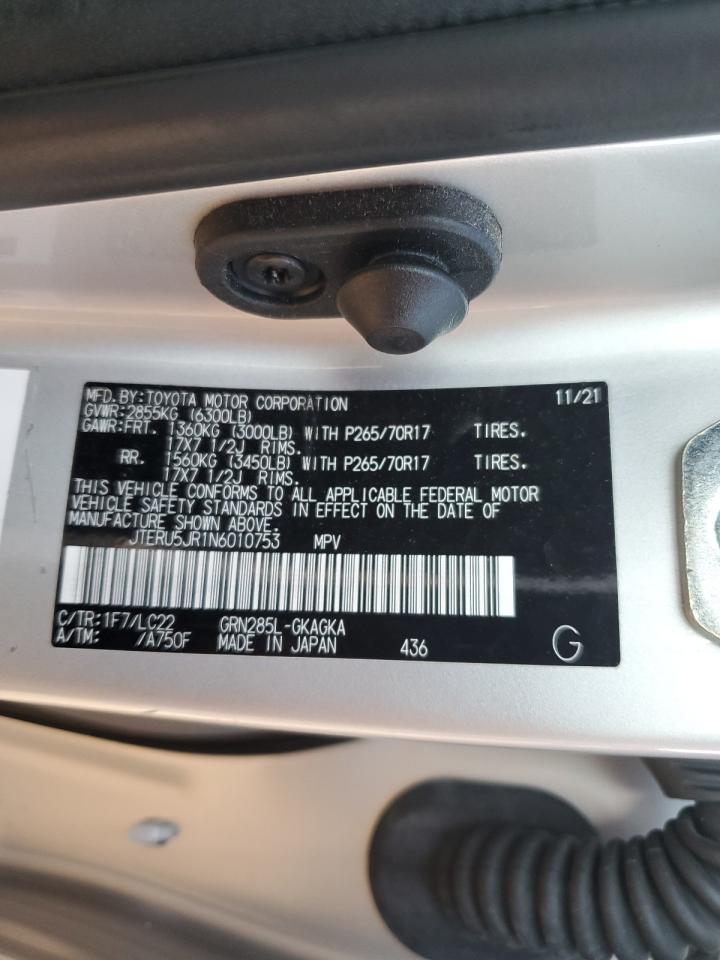 MFD.BY:TOYOTA MOTOR CORPORATION 11/21
GVWR:2855KG (6300LB)
GAWR:FRT. 1360KG (3000LB) WITH P265/70R17 TIRES.
17X7 1/2J RIMS.
RR. 1560KG (3450LB) WITH P265/70R17 TIRES.
17X7 1/2J RIMS.
THIS VEHICLE CONFORMS TO ALL APPLICABLE FEDERAL MOTOR
VEHICLE SAFETY STANDARDS IN EFFECT ON THE DATE OF
MANUFACTURE SHOWN ABOVE.
JTERU5JR1N6010753 MPV
C/TR:1F7/LC22 GRN285L-GKAGKA
A/TM: /A750F MADE IN JAPAN 436 G